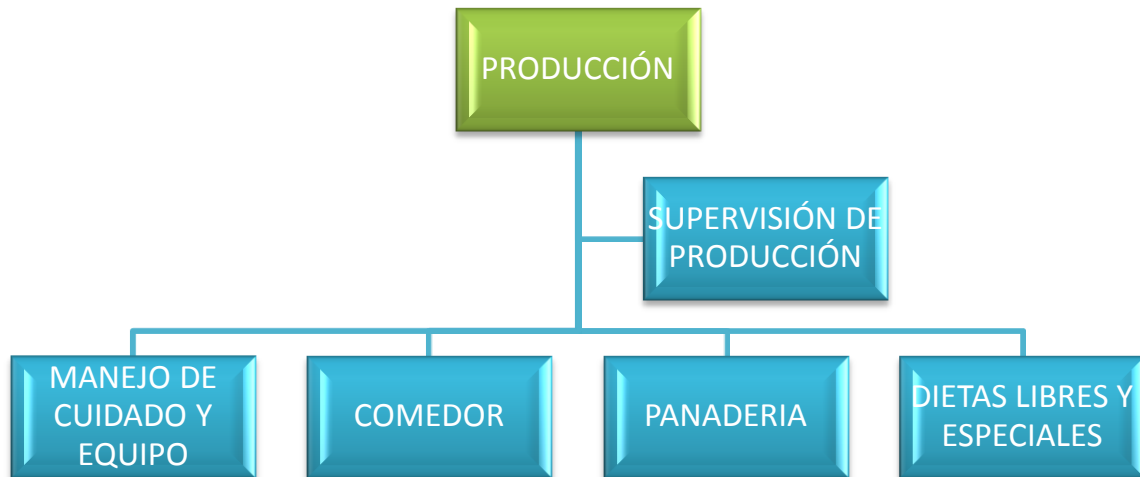 PRODUCCIÓN
SUPERVISIÓN DE
PRODUCCIÓN
MANEJO DE
CUIDADO Y
EQUIPO
COMEDOR
PANADERIA
DIETAS LIBRES Y
ESPECIALES